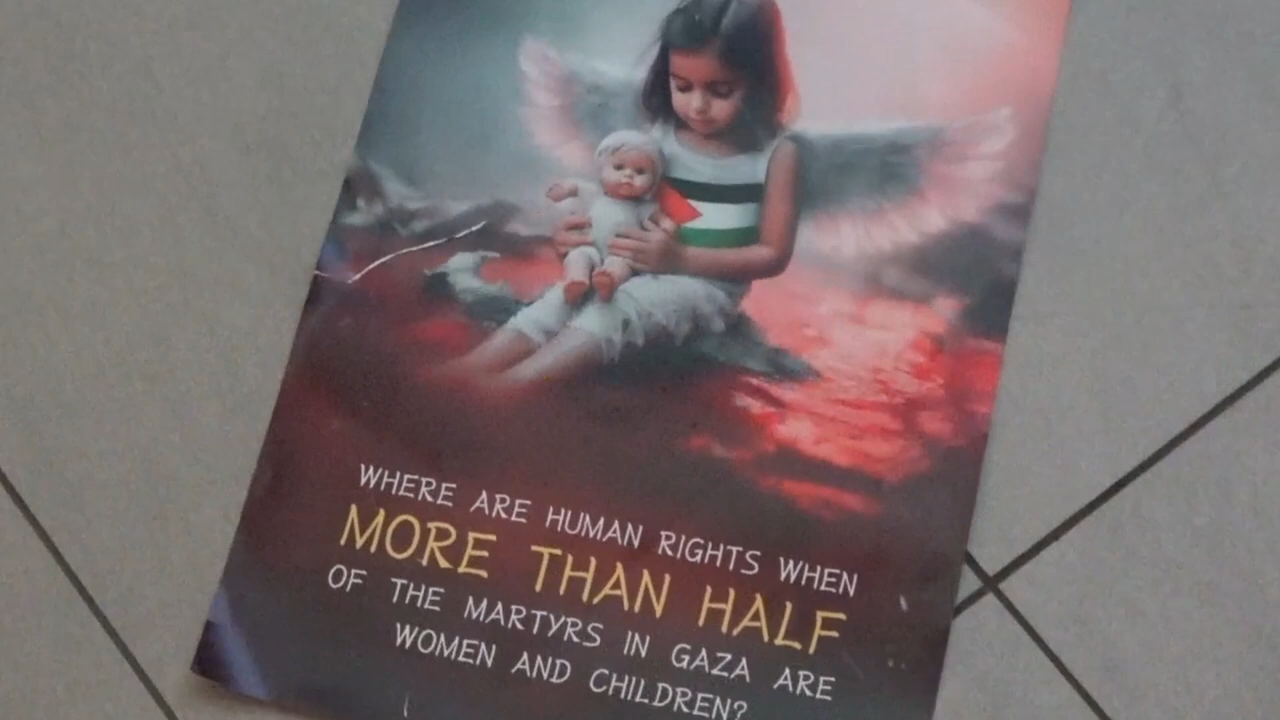 WHERE ARE HUMAN RIGHTS WHEN
MORE THAN HALF
OF THE MARTYRS IN GAZA ARE
WOMEN AND CHILDREN?